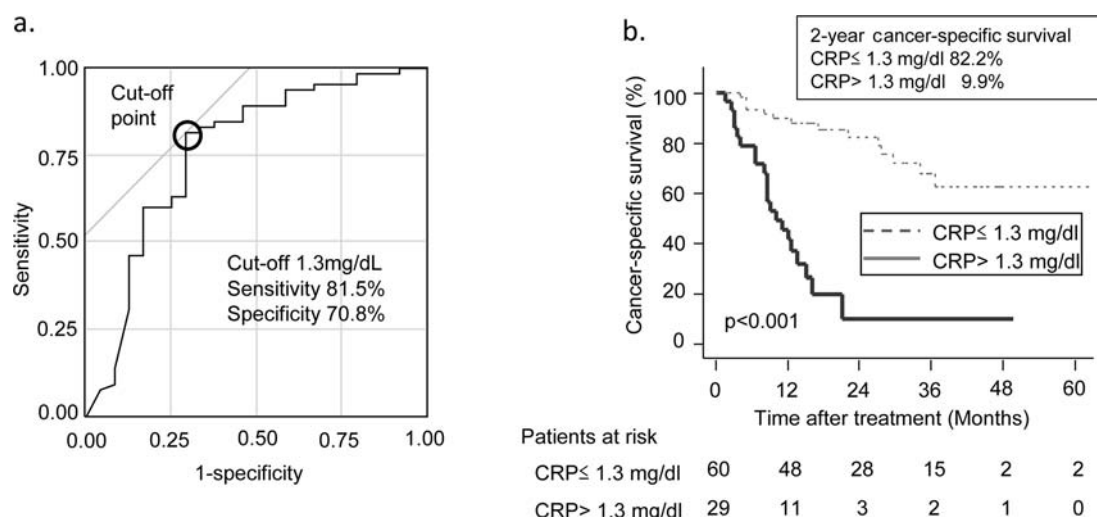 a.
1.00
0.75
0.50
0.25
0.00
Sensitivity
Cut-off
point
Cut-off 1.3mg/dL
Sensitivity 81.5%
Specificity 70.8%
0.00 0.25 0.50 0.75 1.00
1-specificity
b.
2-year cancer-specific survival
CRP≤ 1.3 mg/dl 82.2%
CRP> 1.3 mg/dl 9.9%
Cancer-specific survival (%)
100
80
60
40
20
0
CRP≤ 1.3 mg/dl
CRP> 1.3 mg/dl
p<0.001
0 12 24 36 48 60
Time after treatment (Months)
Patients at risk
CRP≤ 1.3 mg/dl 60 48 28 15 2 2
CRP> 1.3 mg/dl 29 11 3 2 1 0